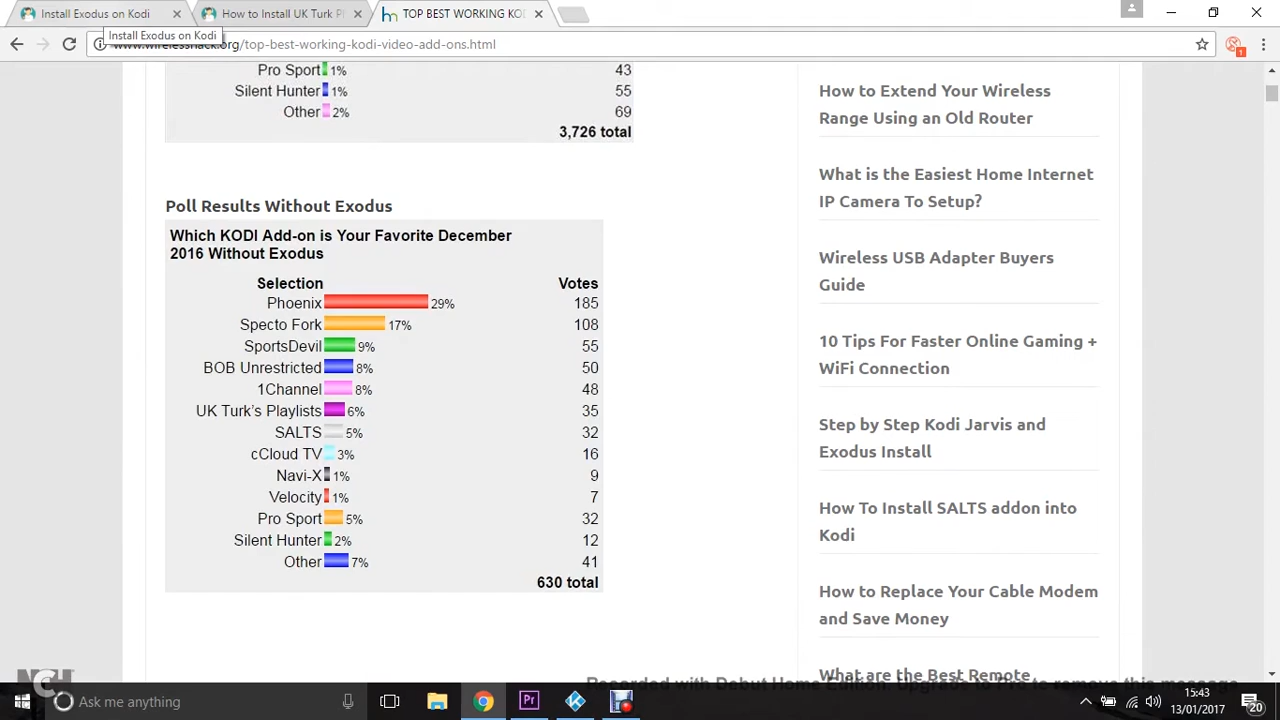 Install Exodus on Kodi
How to Install UK Turk Pl
TOP BEST WORKING KOD
Install Exodus on Kodi
www.wirelesshack.org/top-best-working-kodi-video-add-ons.html
1
Pro Sport 1% 43
Silent Hunter 1% 55
Other 2% 69
3,726 total
Poll Results Without Exodus
Which KODI Add-on is Your Favorite December
2016 Without Exodus
Selection Votes
Phoenix 29% 185
Specto Fork 17% 108
SportsDevil 9% 55
BOB Unrestricted 8% 50
1Channel 8% 48
UK Turk's Playlists 6% 35
SALTS 5% 32
cCloud TV 3% 16
Navi-X 1% 9
Velocity 1% 7
Pro Sport 5% 32
Silent Hunter 2% 12
Other 7% 41
630 total
How to Extend Your Wireless
Range Using an Old Router
What is the Easiest Home Internet
IP Camera To Setup?
Wireless USB Adapter Buyers
Guide
10 Tips For Faster Online Gaming +
WiFi Connection
Step by Step Kodi Jarvis and
Exodus Install
How To Install SALTS addon into
Kodi
How to Replace Your Cable Modem
and Save Money
What are the Best Remote
NCH
Recorded with Debut Home Edition. Upgrade to Pro to remove this message
Ask me anything
Pr
15:43
13/01/2017
20